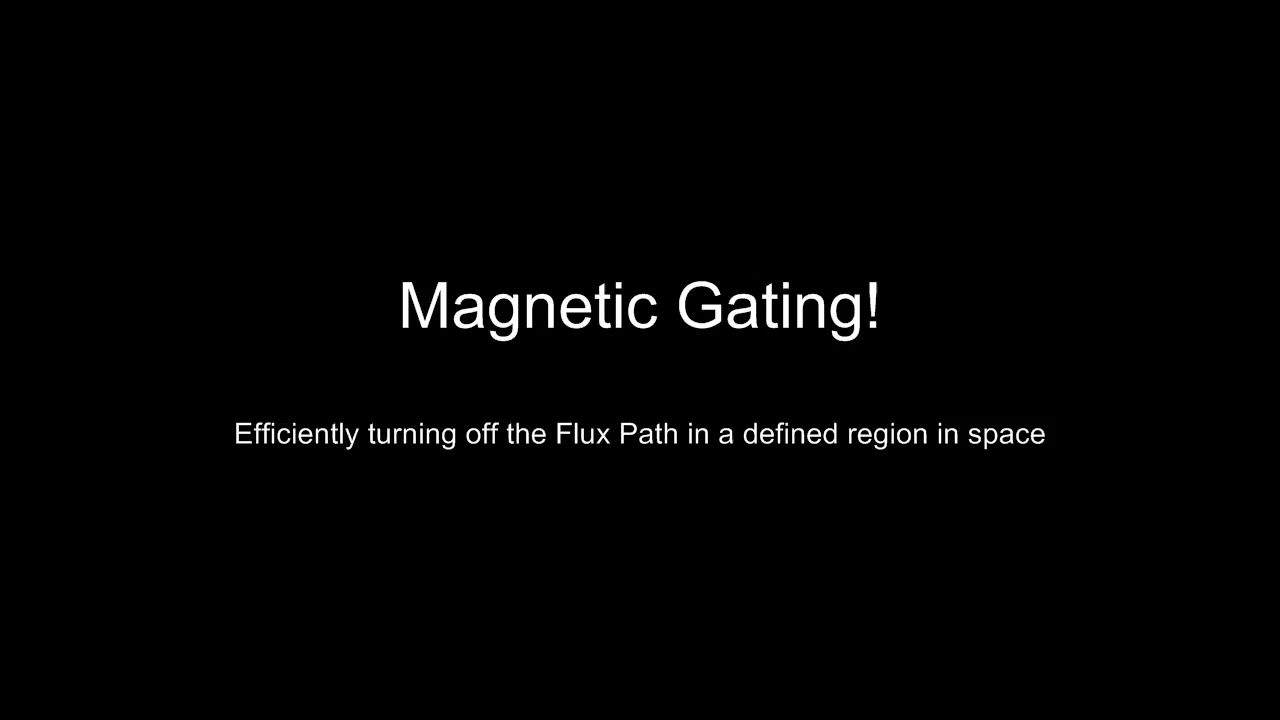 Magnetic Gating!
Efficiently turning off the Flux Path in a defined region in space